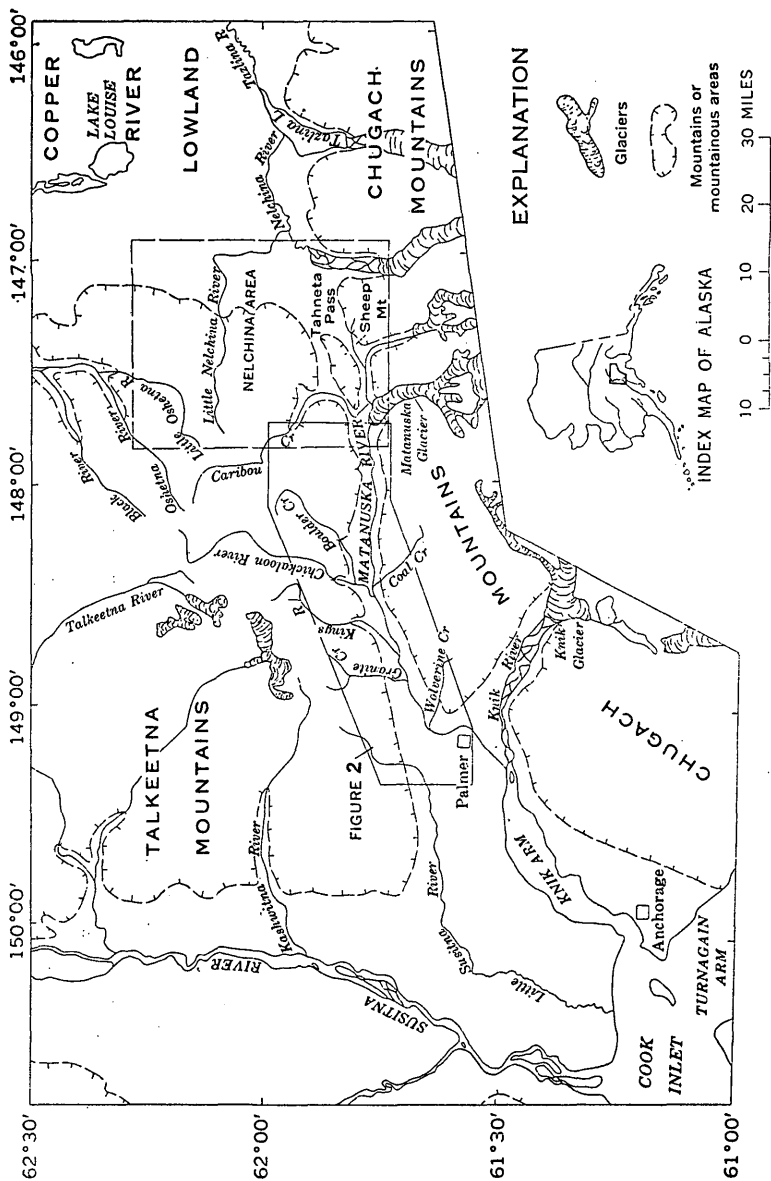 146°00'
147°00'
148°00'
149°00'
150°00'
62°30'
62°00'
61°30'
61°00'
COPPER
LAKE
LOUISE
RIVER
LOWLAND
Tazlina R
Tazlina L
CHUGACH
MOUNTAINS
Nelchina River
Little Nelchina River
NELCHINA AREA
Tahneta
Pass
Sheep
Mt
Little Oshetna R
Oshetna River
Black River
Caribou Cr
MATANUSKA RIVER
Matanuska
Glacier
Boulder Cr
Chickaloon River
Coal Cr
Talkeetna River
Kings R
Granite Cr
Wolverine Cr
TALKEETNA
MOUNTAINS
FIGURE 2
Palmer
Knik River
Knik
Glacier
CHUGACH MOUNTAINS
KNIK ARM
Anchorage
TURNAGAIN
ARM
COOK
INLET
Kashwitna River
SUSITNA RIVER
Little Susitna River
EXPLANATION
Glaciers
Mountains or
mountainous areas
INDEX MAP OF ALASKA
10 0 10 20 30 MILES